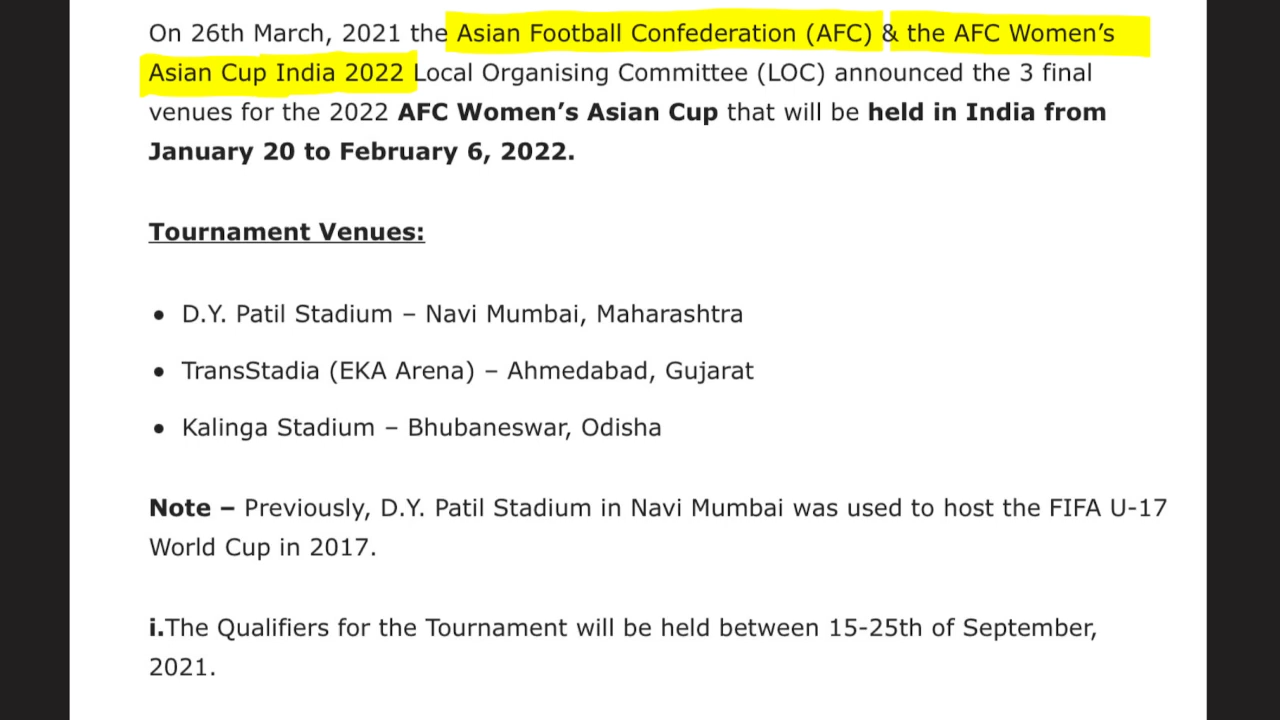 On 26th March, 2021 the Asian Football Confederation (AFC) & the AFC Women’s
Asian Cup India 2022 Local Organising Committee (LOC) announced the 3 final
venues for the 2022 AFC Women’s Asian Cup that will be held in India from
January 20 to February 6, 2022.
Tournament Venues:
• D.Y. Patil Stadium – Navi Mumbai, Maharashtra
• TransStadia (EKA Arena) – Ahmedabad, Gujarat
• Kalinga Stadium – Bhubaneswar, Odisha
Note – Previously, D.Y. Patil Stadium in Navi Mumbai was used to host the FIFA U-17
World Cup in 2017.
i.The Qualifiers for the Tournament will be held between 15-25th of September,
2021.